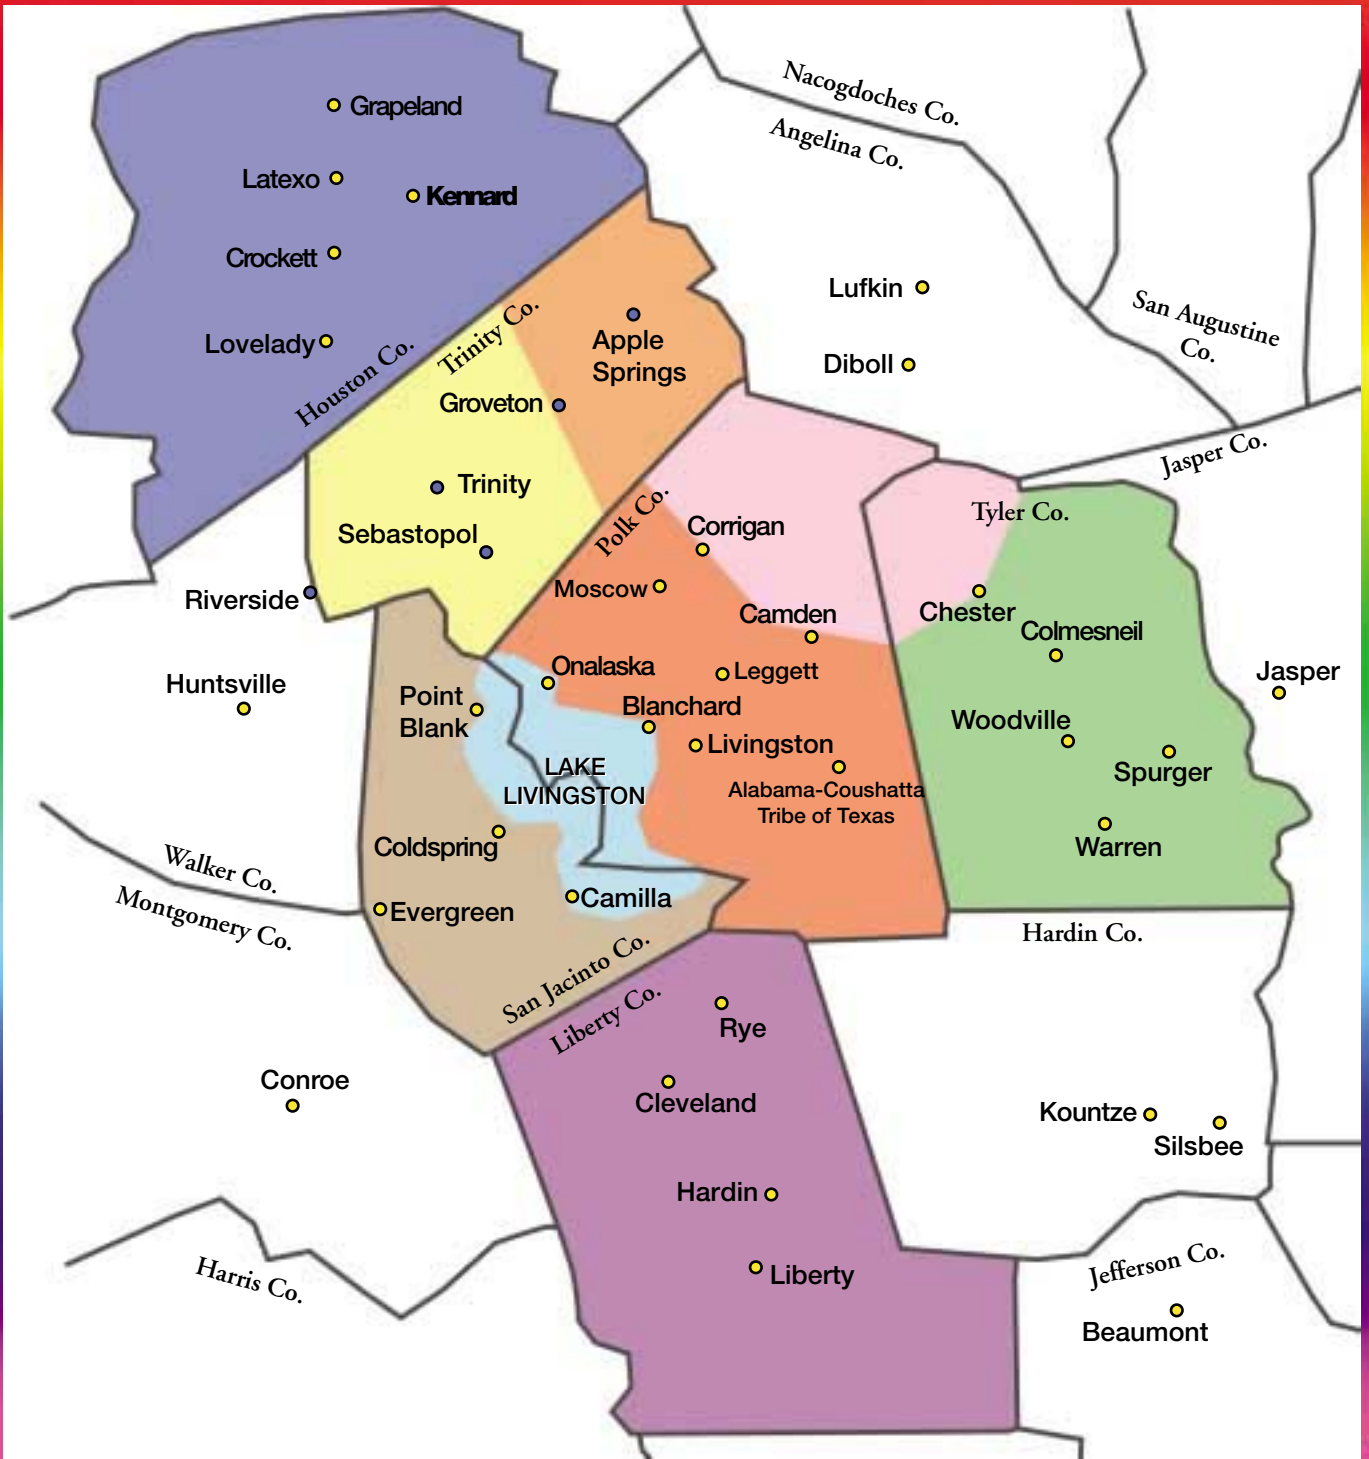 Nacogdoches Co.
Grapeland
Angelina Co.
Latexo
Kennard
Crockett
Lufkin
San Augustine
Co.
Trinity Co.
Lovelady
Houston Co.
Apple
Springs
Diboll
Groveton
Jasper Co.
Trinity
Tyler Co.
Polk Co.
Corrigan
Sebastopol
Moscow
Riverside
Camden
Chester
Colmesneil
Onalaska
Leggett
Jasper
Huntsville
Point
Blank
Blanchard
Woodville
Livingston
LAKE
LIVINGSTON
Spurger
Alabama-Coushatta
Tribe of Texas
Coldspring
Warren
Walker Co.
Camilla
Evergreen
Montgomery Co.
Hardin Co.
San Jacinto Co.
Liberty Co.
Rye
Conroe
Cleveland
Kountze
Silsbee
Hardin
Harris Co.
Liberty
Jefferson Co.
Beaumont